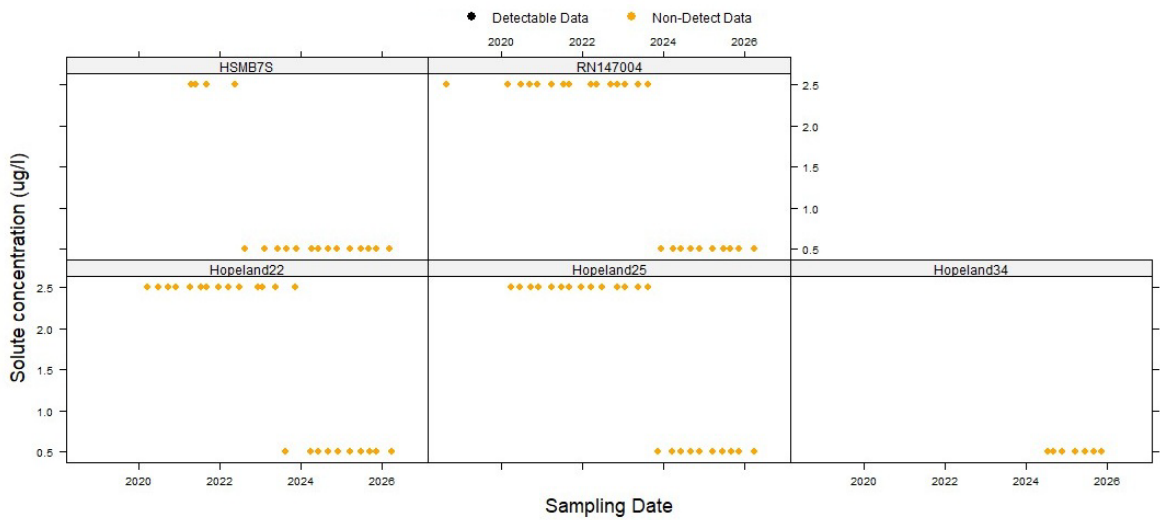 Detectable Data Non-Detect Data
2020 2022 2024 2026
HSMB7S RN147004
2.5
2.0
1.5
1.0
0.5
Solute concentration (ug/l)
Hopeland22 Hopeland25 Hopeland34
2.5
2.0
1.5
1.0
0.5
2020 2022 2024 2026 2020 2022 2024 2026
Sampling Date